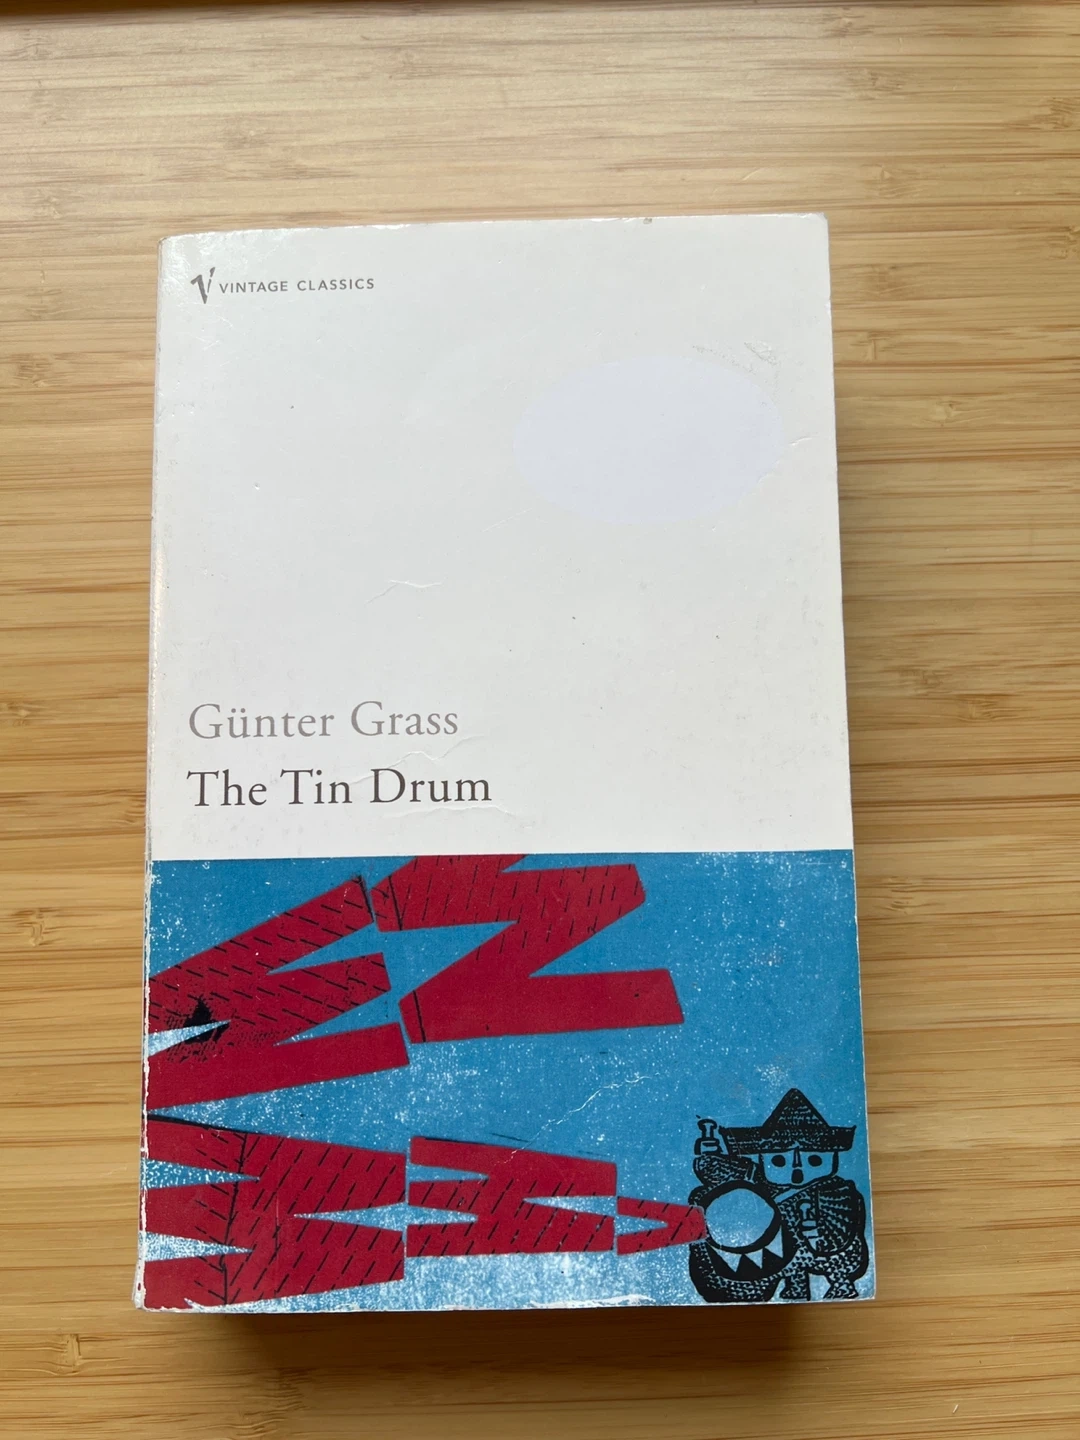 VINTAGE CLASSICS
Günter Grass
The Tin Drum